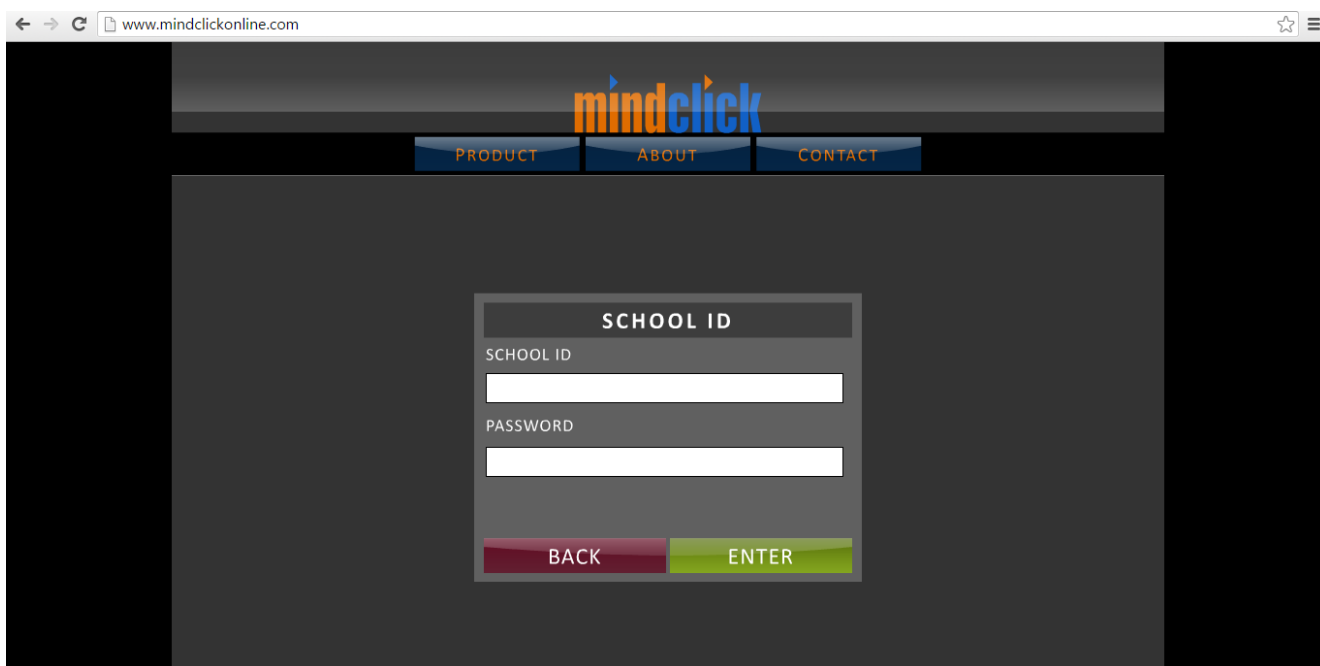 www.mindclickonline.com
mindclick
PRODUCT ABOUT CONTACT
SCHOOL ID
SCHOOL ID
PASSWORD
BACK ENTER